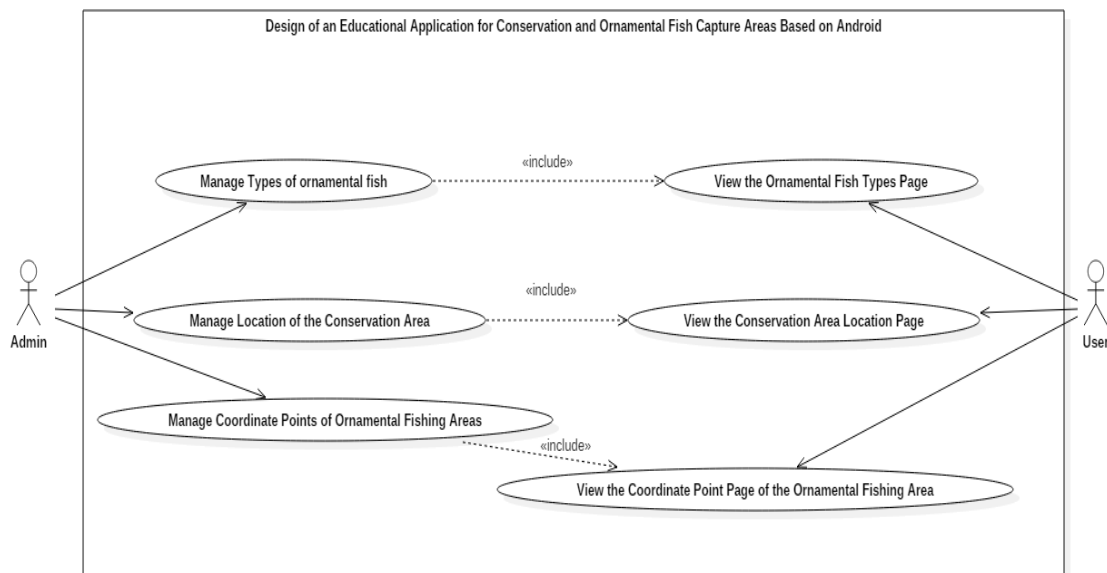 Design of an Educational Application for Conservation and Ornamental Fish Capture Areas Based on Android
«include»
Manage Types of ornamental fish
View the Ornamental Fish Types Page
«include»
Manage Location of the Conservation Area
View the Conservation Area Location Page
Admin
User
Manage Coordinate Points of Ornamental Fishing Areas
«include»
View the Coordinate Point Page of the Ornamental Fishing Area